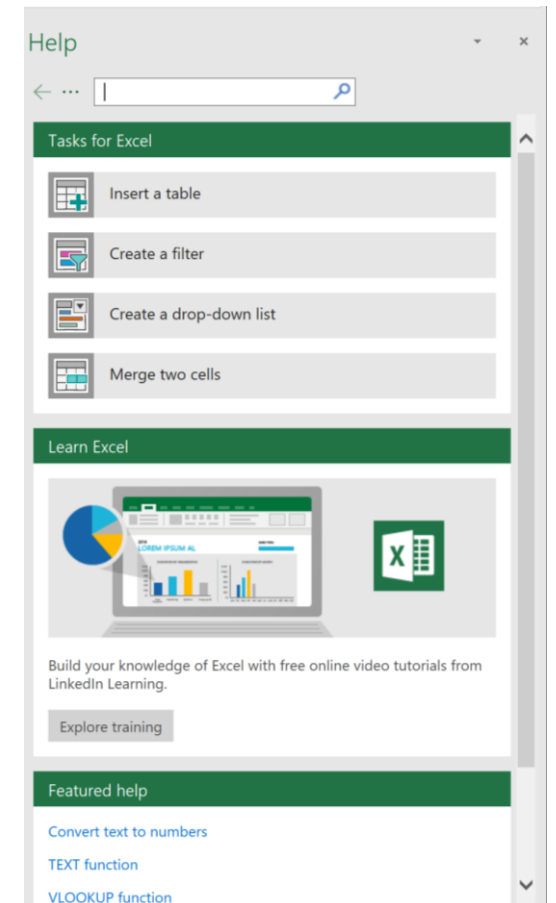 Help
Tasks for Excel
Insert a table
Create a filter
Create a drop-down list
Merge two cells
Learn Excel
LOREM IPSUM AL
X
Build your knowledge of Excel with free online video tutorials from
LinkedIn Learning.
Explore training
Featured help
Convert text to numbers
TEXT function
VLOOKUP function